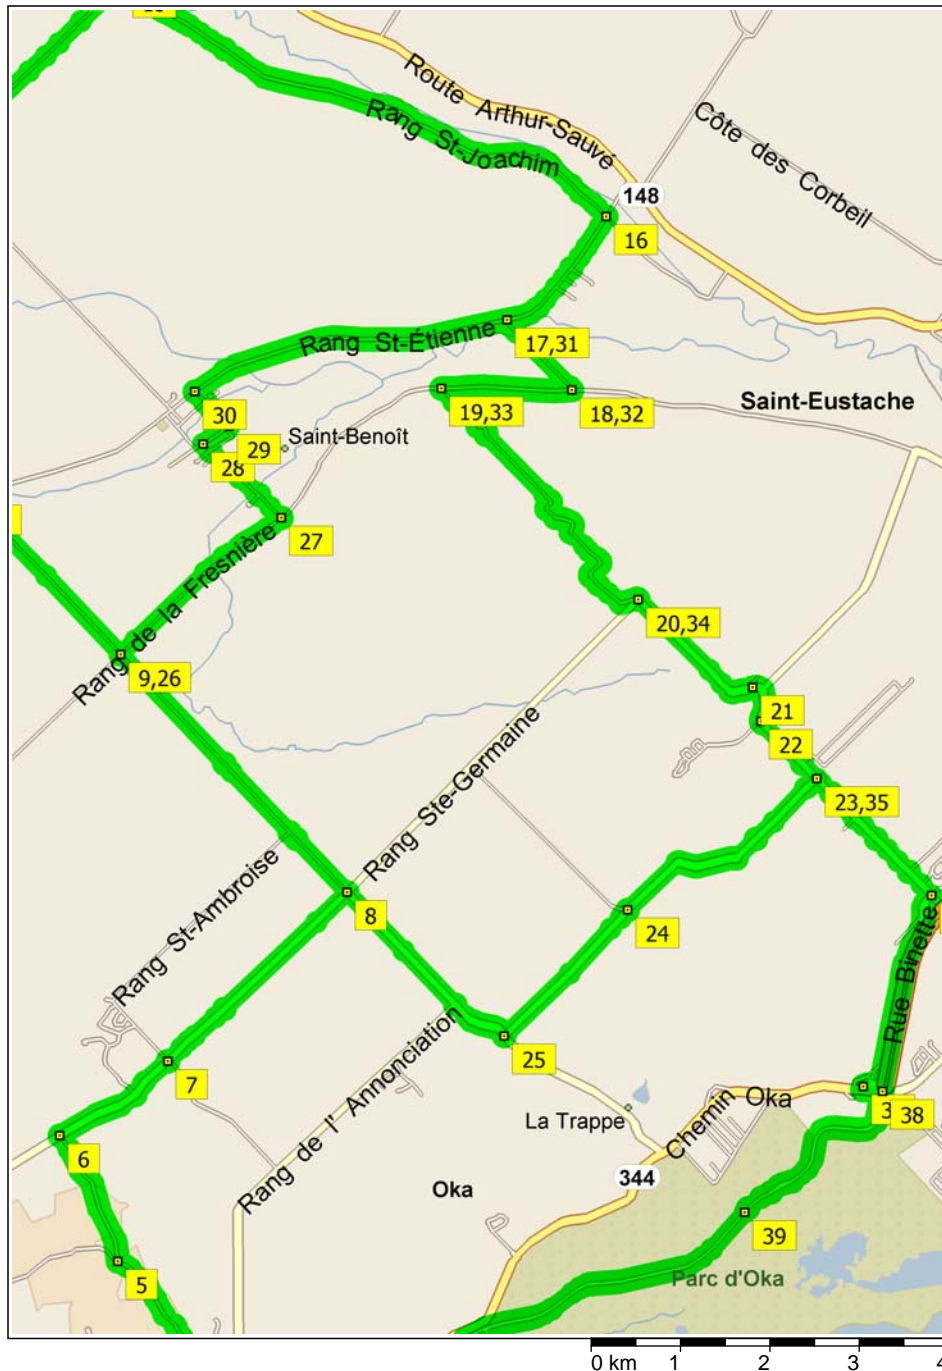 Route Arthur-Sauvé
Rang St-Joachim
Côte des Corbeil
148
16
Rang St-Étienne
17,31
30
19,33
18,32
Saint-Eustache
29
Saint-Benoît
28
27
Rang de la Fresnière
20,34
9,26
21
22
Rang Ste-Germaine
23,35
8
Rang St-Ambroise
24
Rue Binette
25
7
Rang de l' Annonciation
Chemin Oka
38
La Trappe
6
344
Oka
39
5
Parc d'Oka
0 km 1 2 3 4